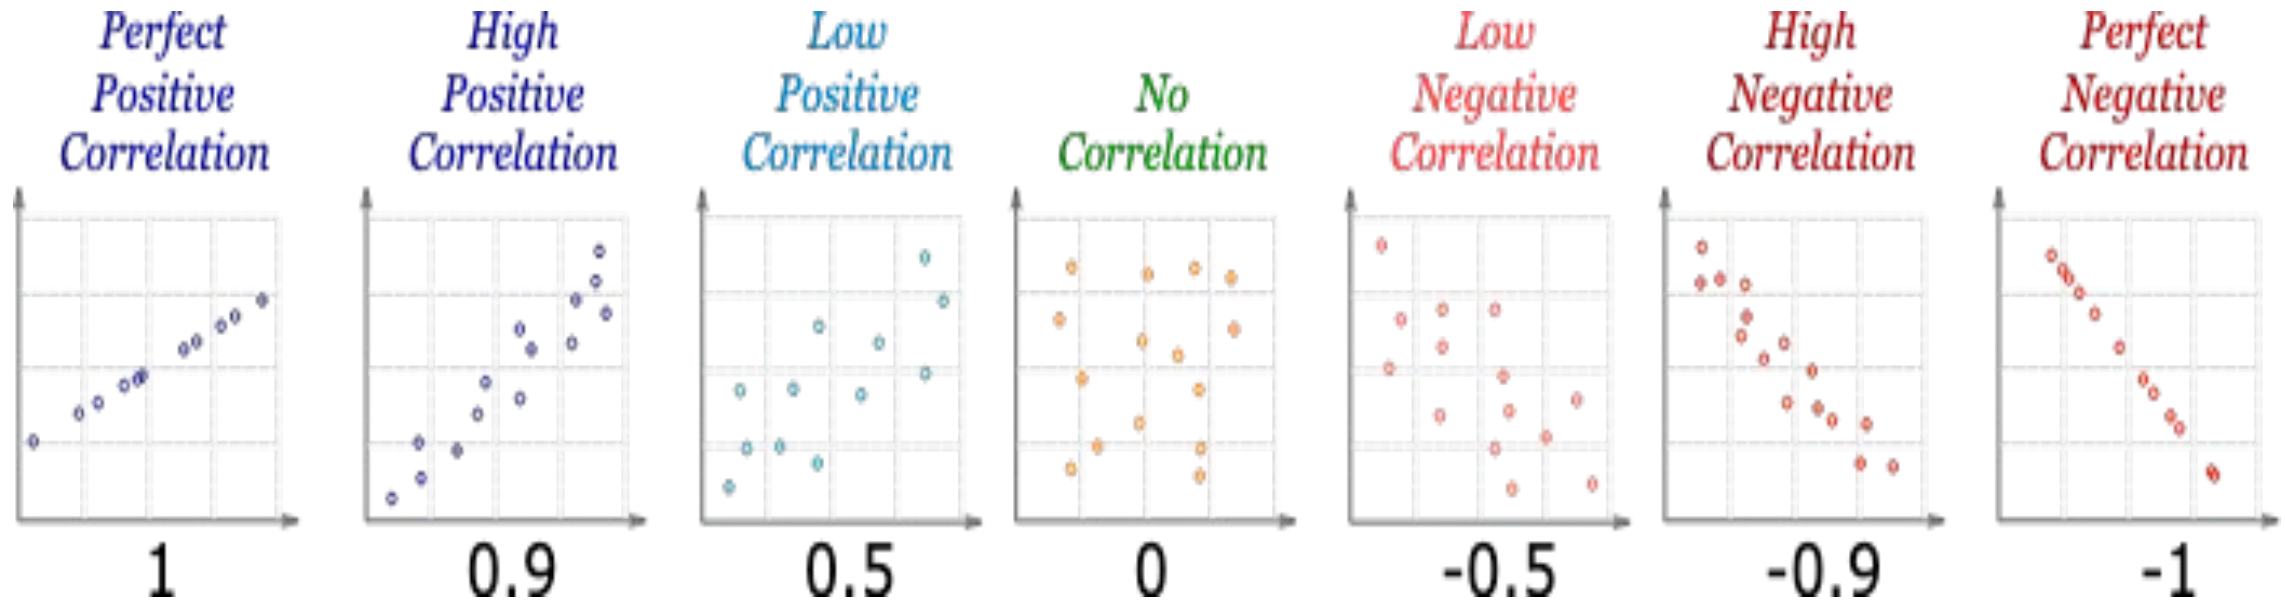 Perfect
Positive
Correlation
High
Positive
Correlation
Low
Positive
Correlation
No
Correlation
Low
Negative
Correlation
High
Negative
Correlation
Perfect
Negative
Correlation
1
0.9
0.5
0
-0.5
-0.9
-1